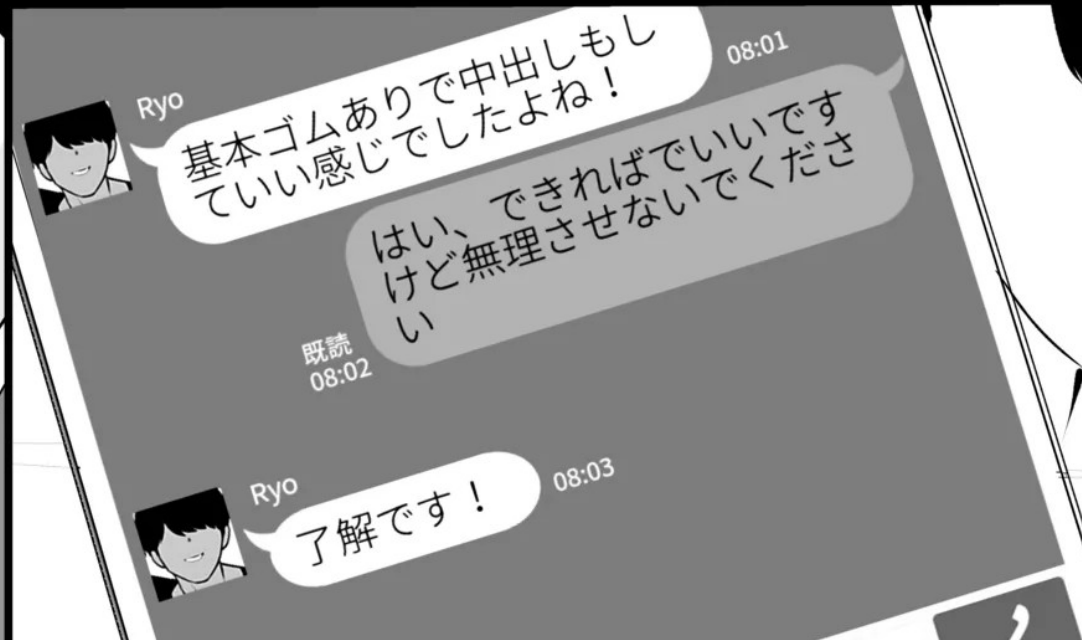 Ryo
基本ゴムありで中出しもし
ていい感じでしたよね！
08:01
はい、できればでいいです
けど無理させないでくださ
い
既読
08:02
Ryo
了解です！
08:03